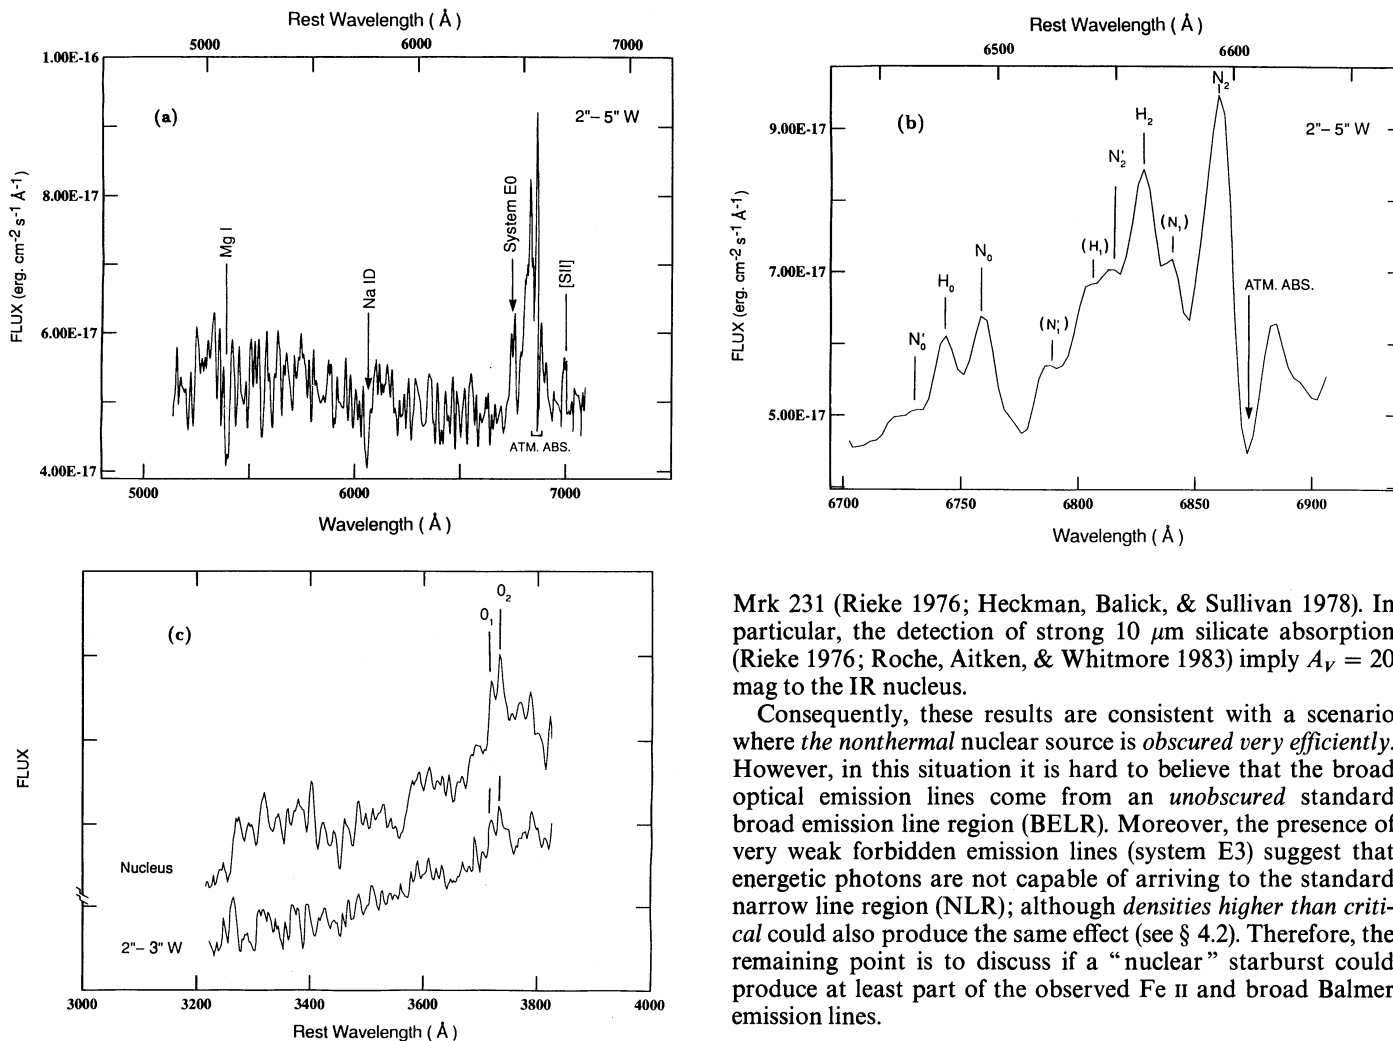 Rest Wavelength ( Å )
5000 6000 7000
1.00E-16
8.00E-17
6.00E-17
4.00E-17
FLUX (erg. cm-2 s-1 Å-1)
(a)
2"– 5" W
Mg I
Na ID
System E0
[SII]
ATM. ABS.
5000 6000 7000
Wavelength ( Å )
Rest Wavelength ( Å )
6500 6600
9.00E-17
7.00E-17
5.00E-17
FLUX (erg. cm-2 s-1 Å-1)
(b)
2"– 5" W
N'0
H0
N0
(N'1)
(H1)
N'2
H2
(N1)
N2
ATM. ABS.
6700 6750 6800 6850 6900
Wavelength ( Å )
(c)
O1
O2
FLUX
Nucleus
2"– 3" W
3000 3200 3400 3600 3800 4000
Rest Wavelength ( Å )
Mrk 231 (Rieke 1976; Heckman, Balick, & Sullivan 1978). In
particular, the detection of strong 10 μm silicate absorption
(Rieke 1976; Roche, Aitken, & Whitmore 1983) imply AV = 20
mag to the IR nucleus.
Consequently, these results are consistent with a scenario
where the nonthermal nuclear source is obscured very efficiently.
However, in this situation it is hard to believe that the broad
optical emission lines come from an unobscured standard
broad emission line region (BELR). Moreover, the presence of
very weak forbidden emission lines (system E3) suggest that
energetic photons are not capable of arriving to the standard
narrow line region (NLR); although densities higher than criti-
cal could also produce the same effect (see § 4.2). Therefore, the
remaining point is to discuss if a “nuclear” starburst could
produce at least part of the observed Fe II and broad Balmer
emission lines.